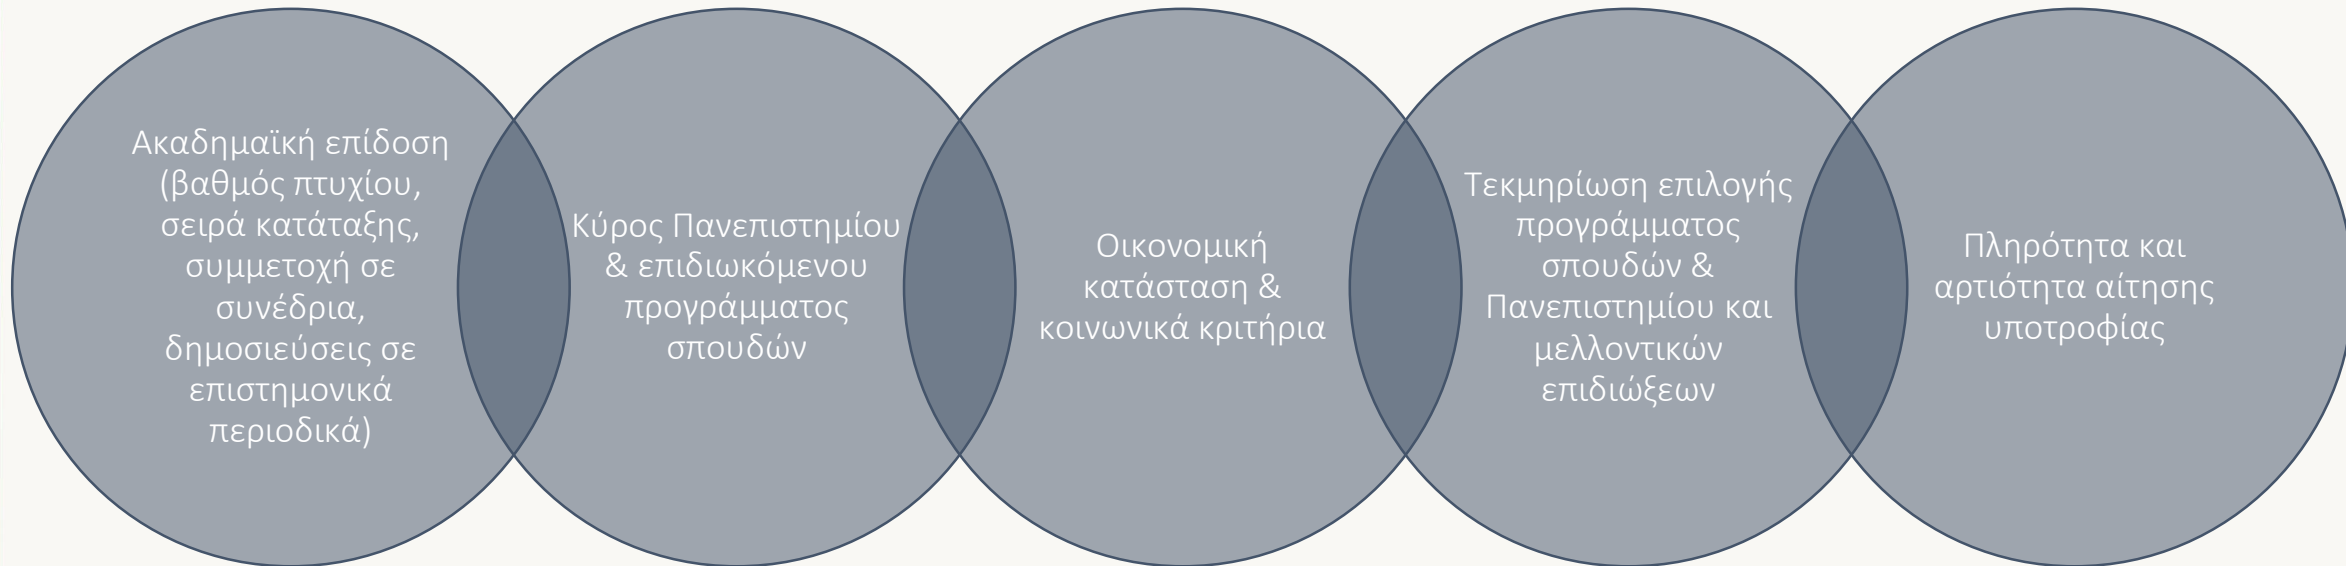 Ακαδημαϊκή επίδοση
(βαθμός πτυχίου,
σειρά κατάταξης,
συμμετοχή σε
συνέδρια,
δημοσιεύσεις σε
επιστημονικά
περιοδικά)
Κύρος Πανεπιστημίου
& επιδιωκόμενου
προγράμματος
σπουδών
Οικονομική
κατάσταση &
κοινωνικά κριτήρια
Τεκμηρίωση επιλογής
προγράμματος
σπουδών &
Πανεπιστημίου και
μελλοντικών
επιδιώξεων
Πληρότητα και
αρτιότητα αίτησης
υποτροφίας